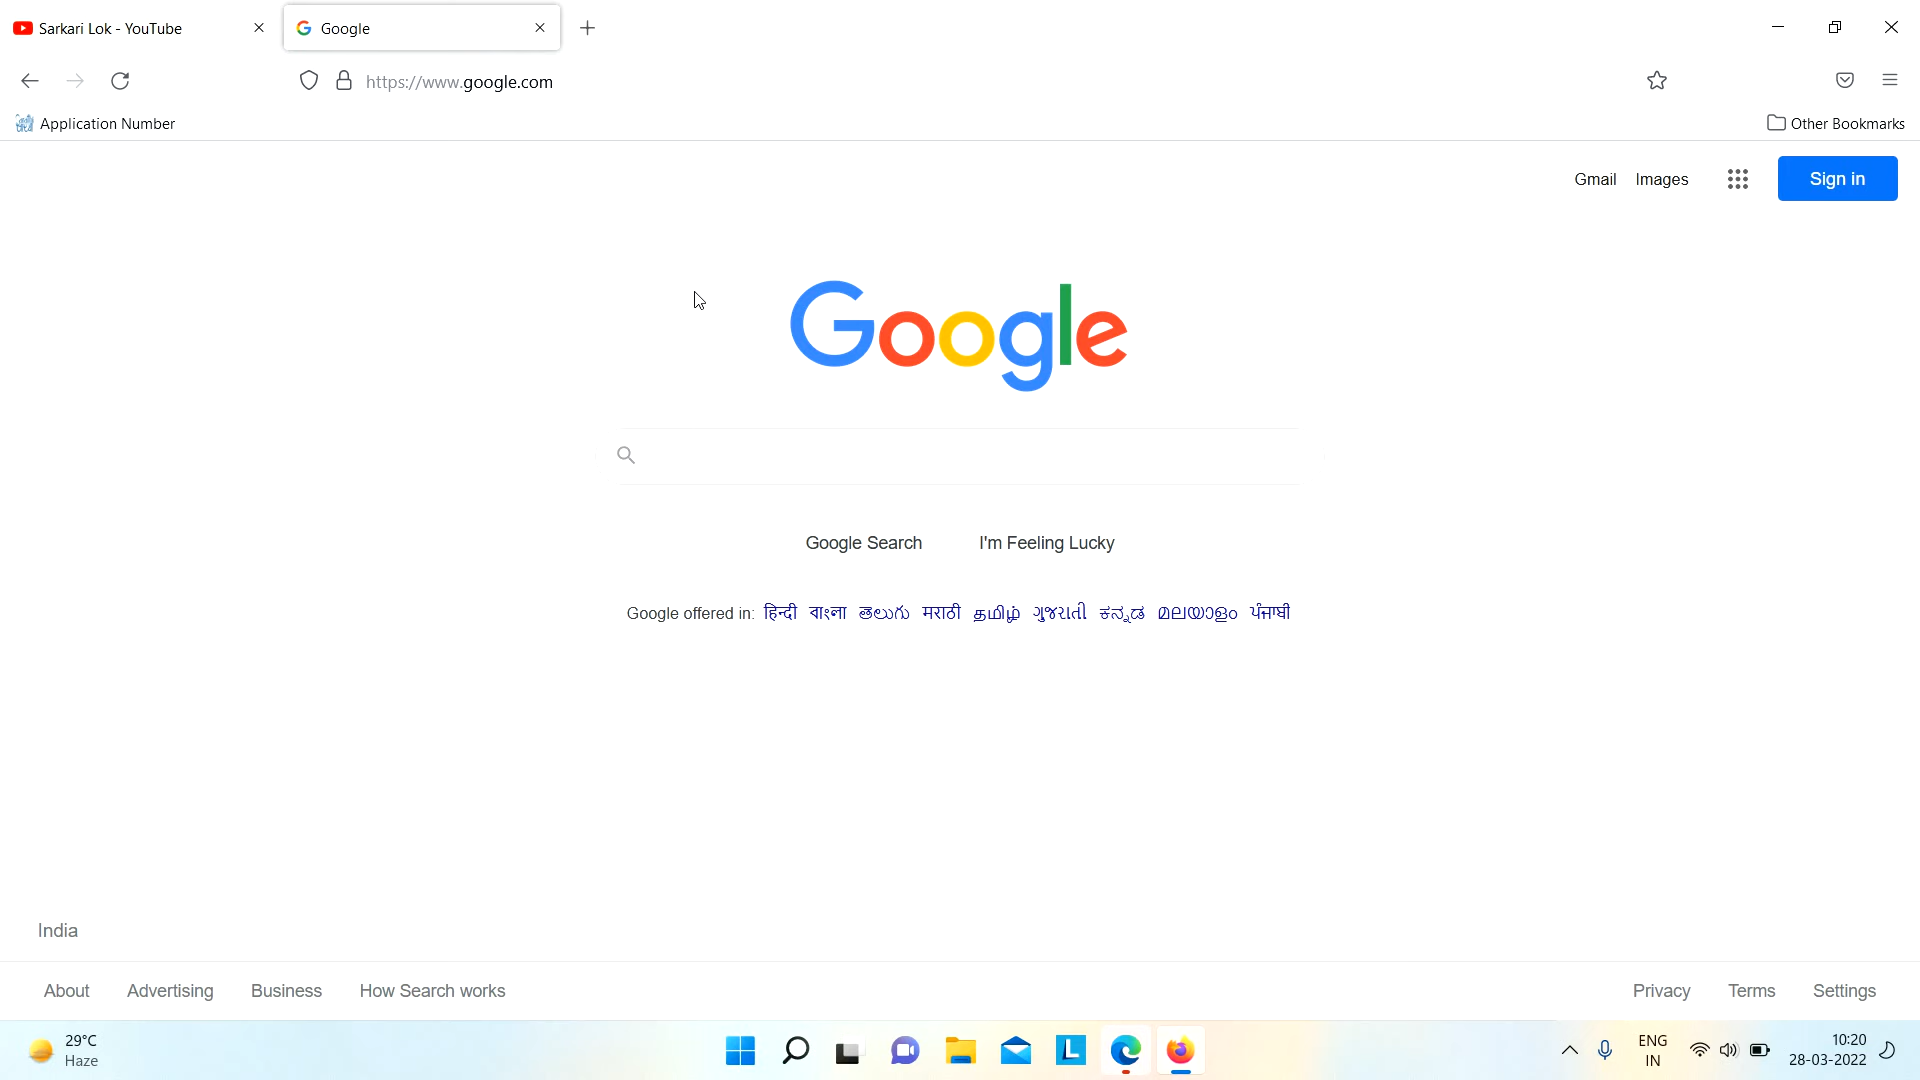 Sarkari Lok - YouTube
Google
https://www.google.com
Application Number
Other Bookmarks
Gmail Images Sign in
Google
Google Search I'm Feeling Lucky
Google offered in: हिन्दी বাংলা తెలుగు मराठी தமிழ் ગુજરાતી ಕನ್ನಡ മലയാളം ਪੰਜਾਬੀ
India
About Advertising Business How Search works Privacy Terms Settings
29°C
Haze
L
ENG
IN
10:20
28-03-2022